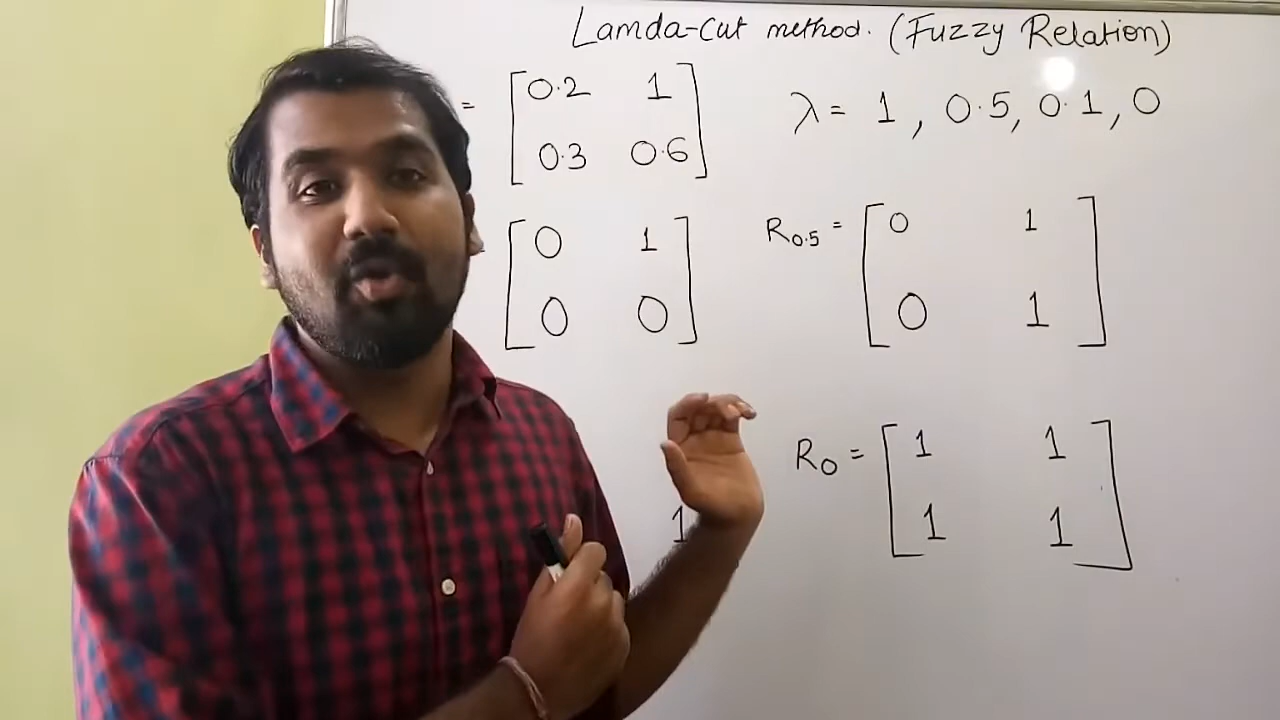 Lamda-cut method. (Fuzzy Relation)
= [0.2 1
0.3 0.6]
λ = 1, 0.5, 0.1, 0
[0 1
0 0]
R0.5 = [0 1
0 1]
1
R0 = [1 1
1 1]